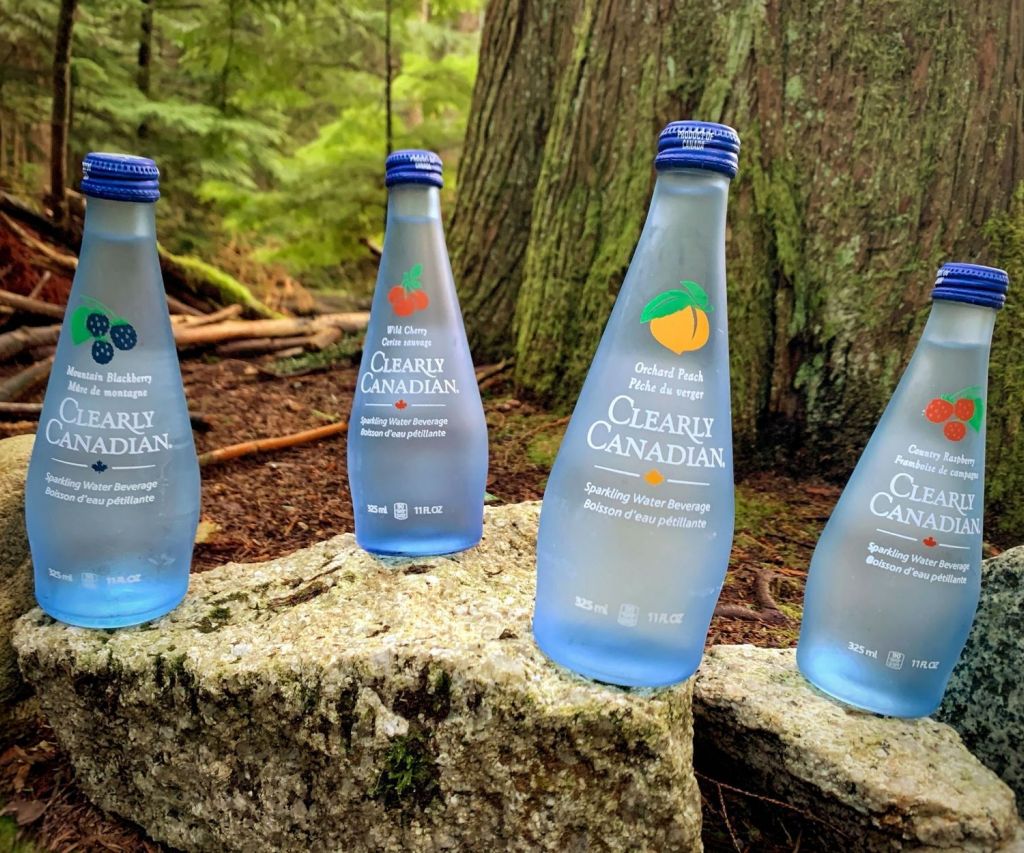 Mountain Blackberry
Mûre de montagne
CLEARLY
CANADIAN
Sparkling Water Beverage
Boisson d'eau pétillante
325 ml 11 FL OZ
Wild Cherry
Cerise sauvage
CLEARLY
CANADIAN
Sparkling Water Beverage
Boisson d'eau pétillante
325 ml 11 FL OZ
PRODUCT OF
CANADA
Orchard Peach
Pêche du verger
CLEARLY
CANADIAN
Sparkling Water Beverage
Boisson d'eau pétillante
325 ml 11 FL OZ
Country Raspberry
Framboise de campagne
CLEARLY
CANADIAN
Sparkling Water Beverage
Boisson d'eau pétillante
325 ml 11 FL OZ